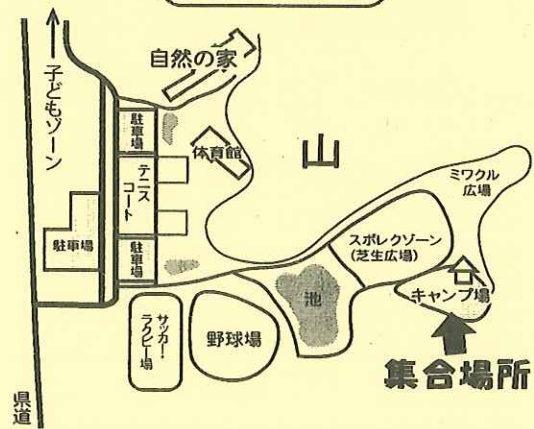 自然の家
子どもゾーン
駐車場
体育館
山
テニス
コート
ミワクル
広場
駐車場
駐車場
スポレクゾーン
(芝生広場)
池
キャンプ場
サッカー・
ラグビー場
野球場
集合場所
県道